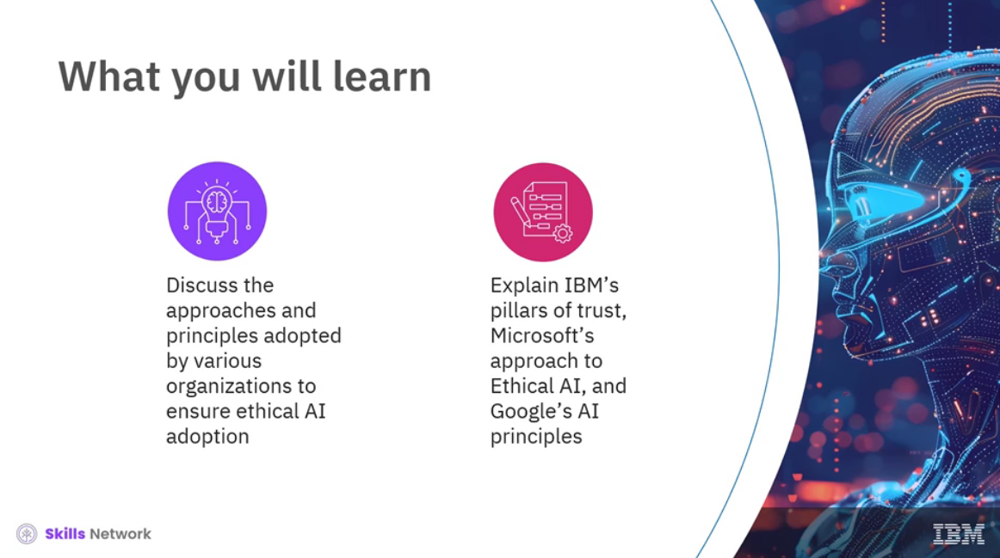 What you will learn
Discuss the
approaches and
principles adopted
by various
organizations to
ensure ethical AI
adoption
Explain IBM’s
pillars of trust,
Microsoft’s
approach to
Ethical AI, and
Google’s AI
principles
Skills Network
IBM